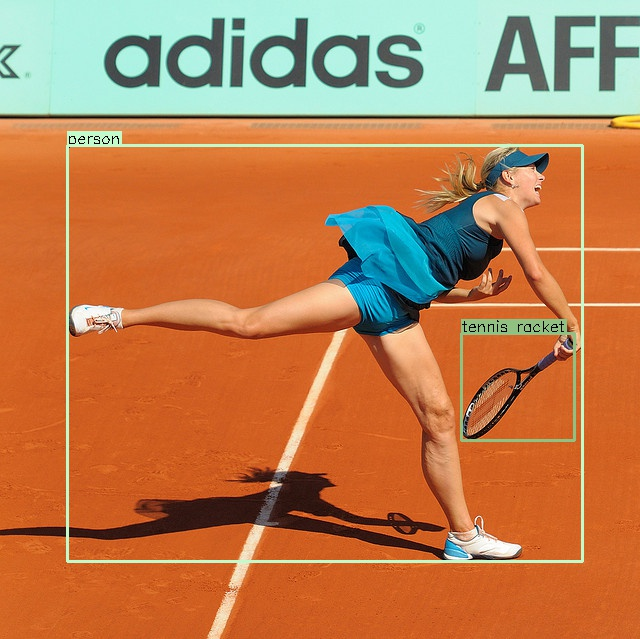 adidas
AFF
person
tennis racket